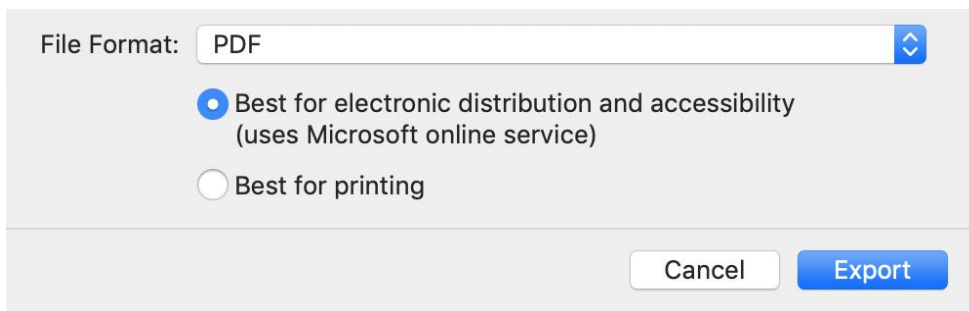 File Format: PDF
Best for electronic distribution and accessibility
(uses Microsoft online service)
Best for printing
Cancel Export